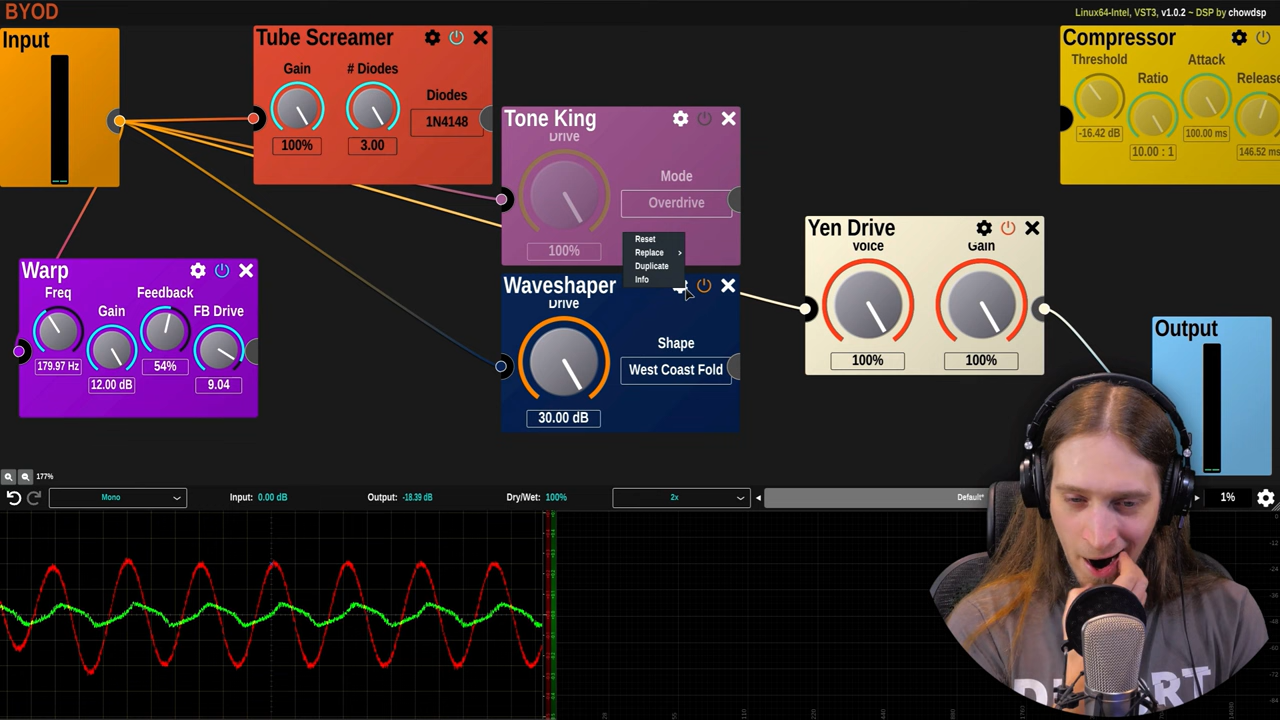 BYOD
Linux64-Intel, VST3, v1.0.2 ~ DSP by chowdsp
Input
Tube Screamer
Gain
# Diodes
Diodes
1N4148
100%
3.00
Tone King
Drive
Mode
Overdrive
100%
Compressor
Threshold
Ratio
Attack
Release
-16.42 dB
10.00 : 1
100.00 ms
146.52 ms
Warp
Freq
Gain
Feedback
FB Drive
179.97 Hz
12.00 dB
54%
9.04
Reset
Replace >
Duplicate
Info
Waveshaper
Drive
Shape
West Coast Fold
30.00 dB
Yen Drive
Voice
Gain
100%
100%
Output
177%
Mono
Input: 0.00 dB
Output: -18.39 dB
Dry/Wet: 100%
2x
Default*
1%